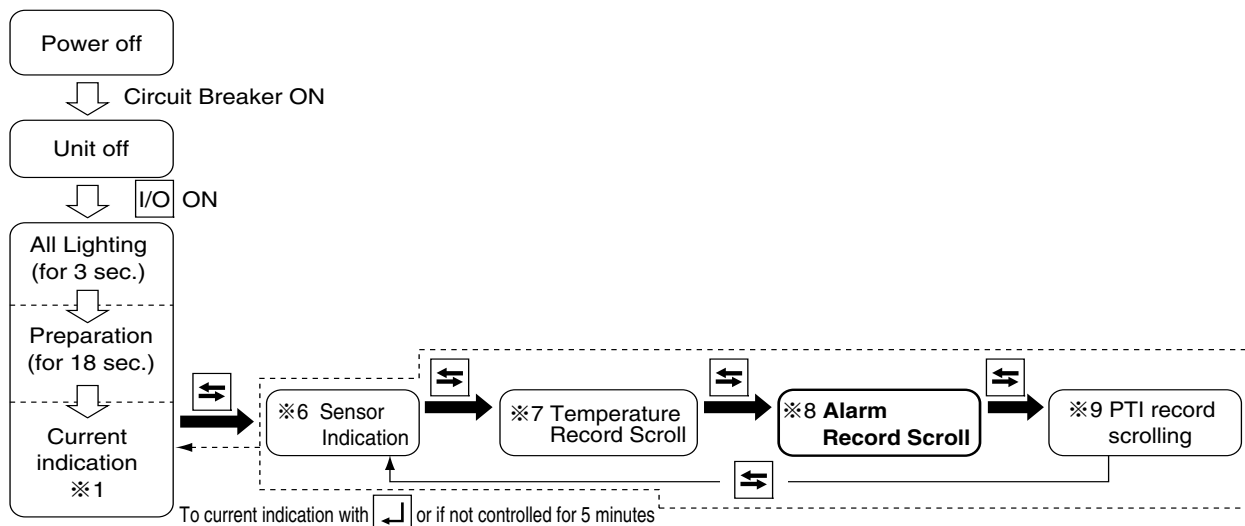 Power off
Circuit Breaker ON
Unit off
I/O ON
All Lighting
(for 3 sec.)
Preparation
(for 18 sec.)
Current
indication
※1
※6 Sensor
Indication
※7 Temperature
Record Scroll
※8 Alarm
Record Scroll
※9 PTI record
scrolling
To current indication with ↵ or if not controlled for 5 minutes